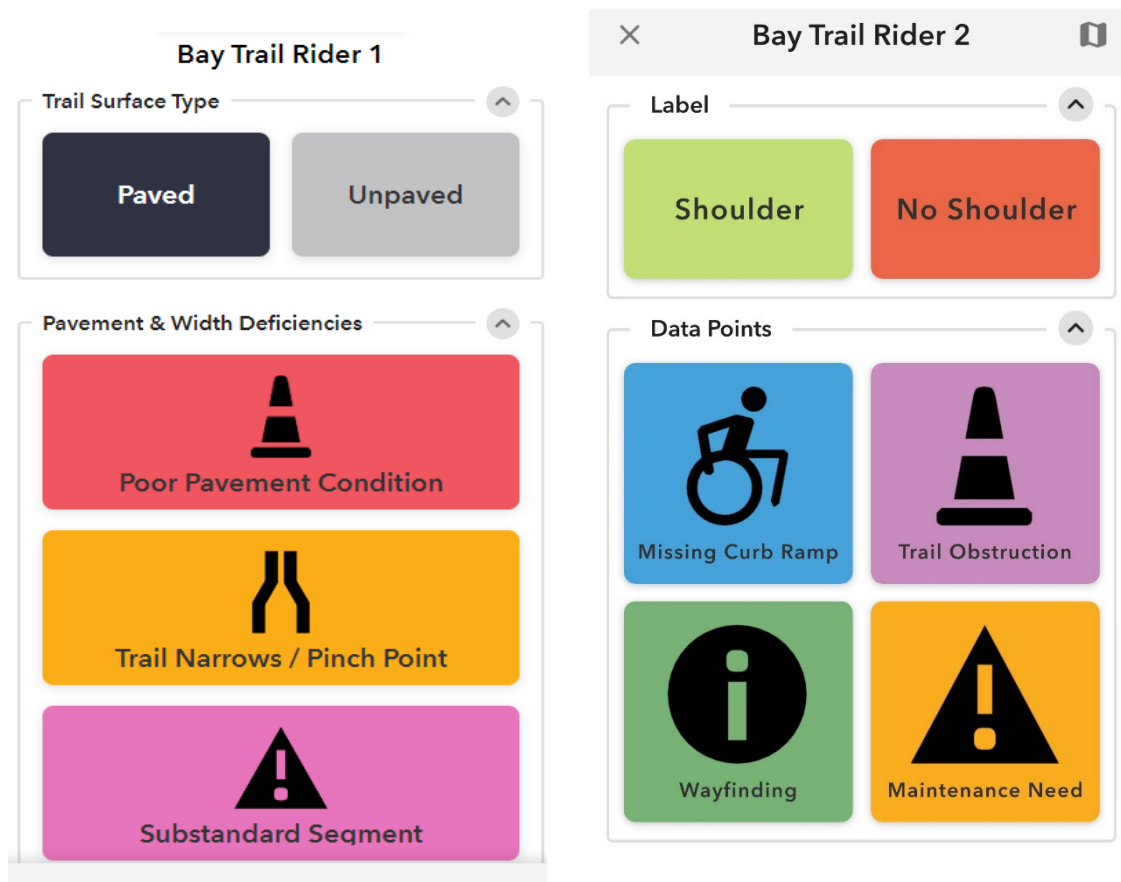 Bay Trail Rider 1
Trail Surface Type
Paved
Unpaved
Pavement & Width Deficiencies
Poor Pavement Condition
Trail Narrows / Pinch Point
Substandard Segment
Bay Trail Rider 2
Label
Shoulder
No Shoulder
Data Points
Missing Curb Ramp
Trail Obstruction
Wayfinding
Maintenance Need